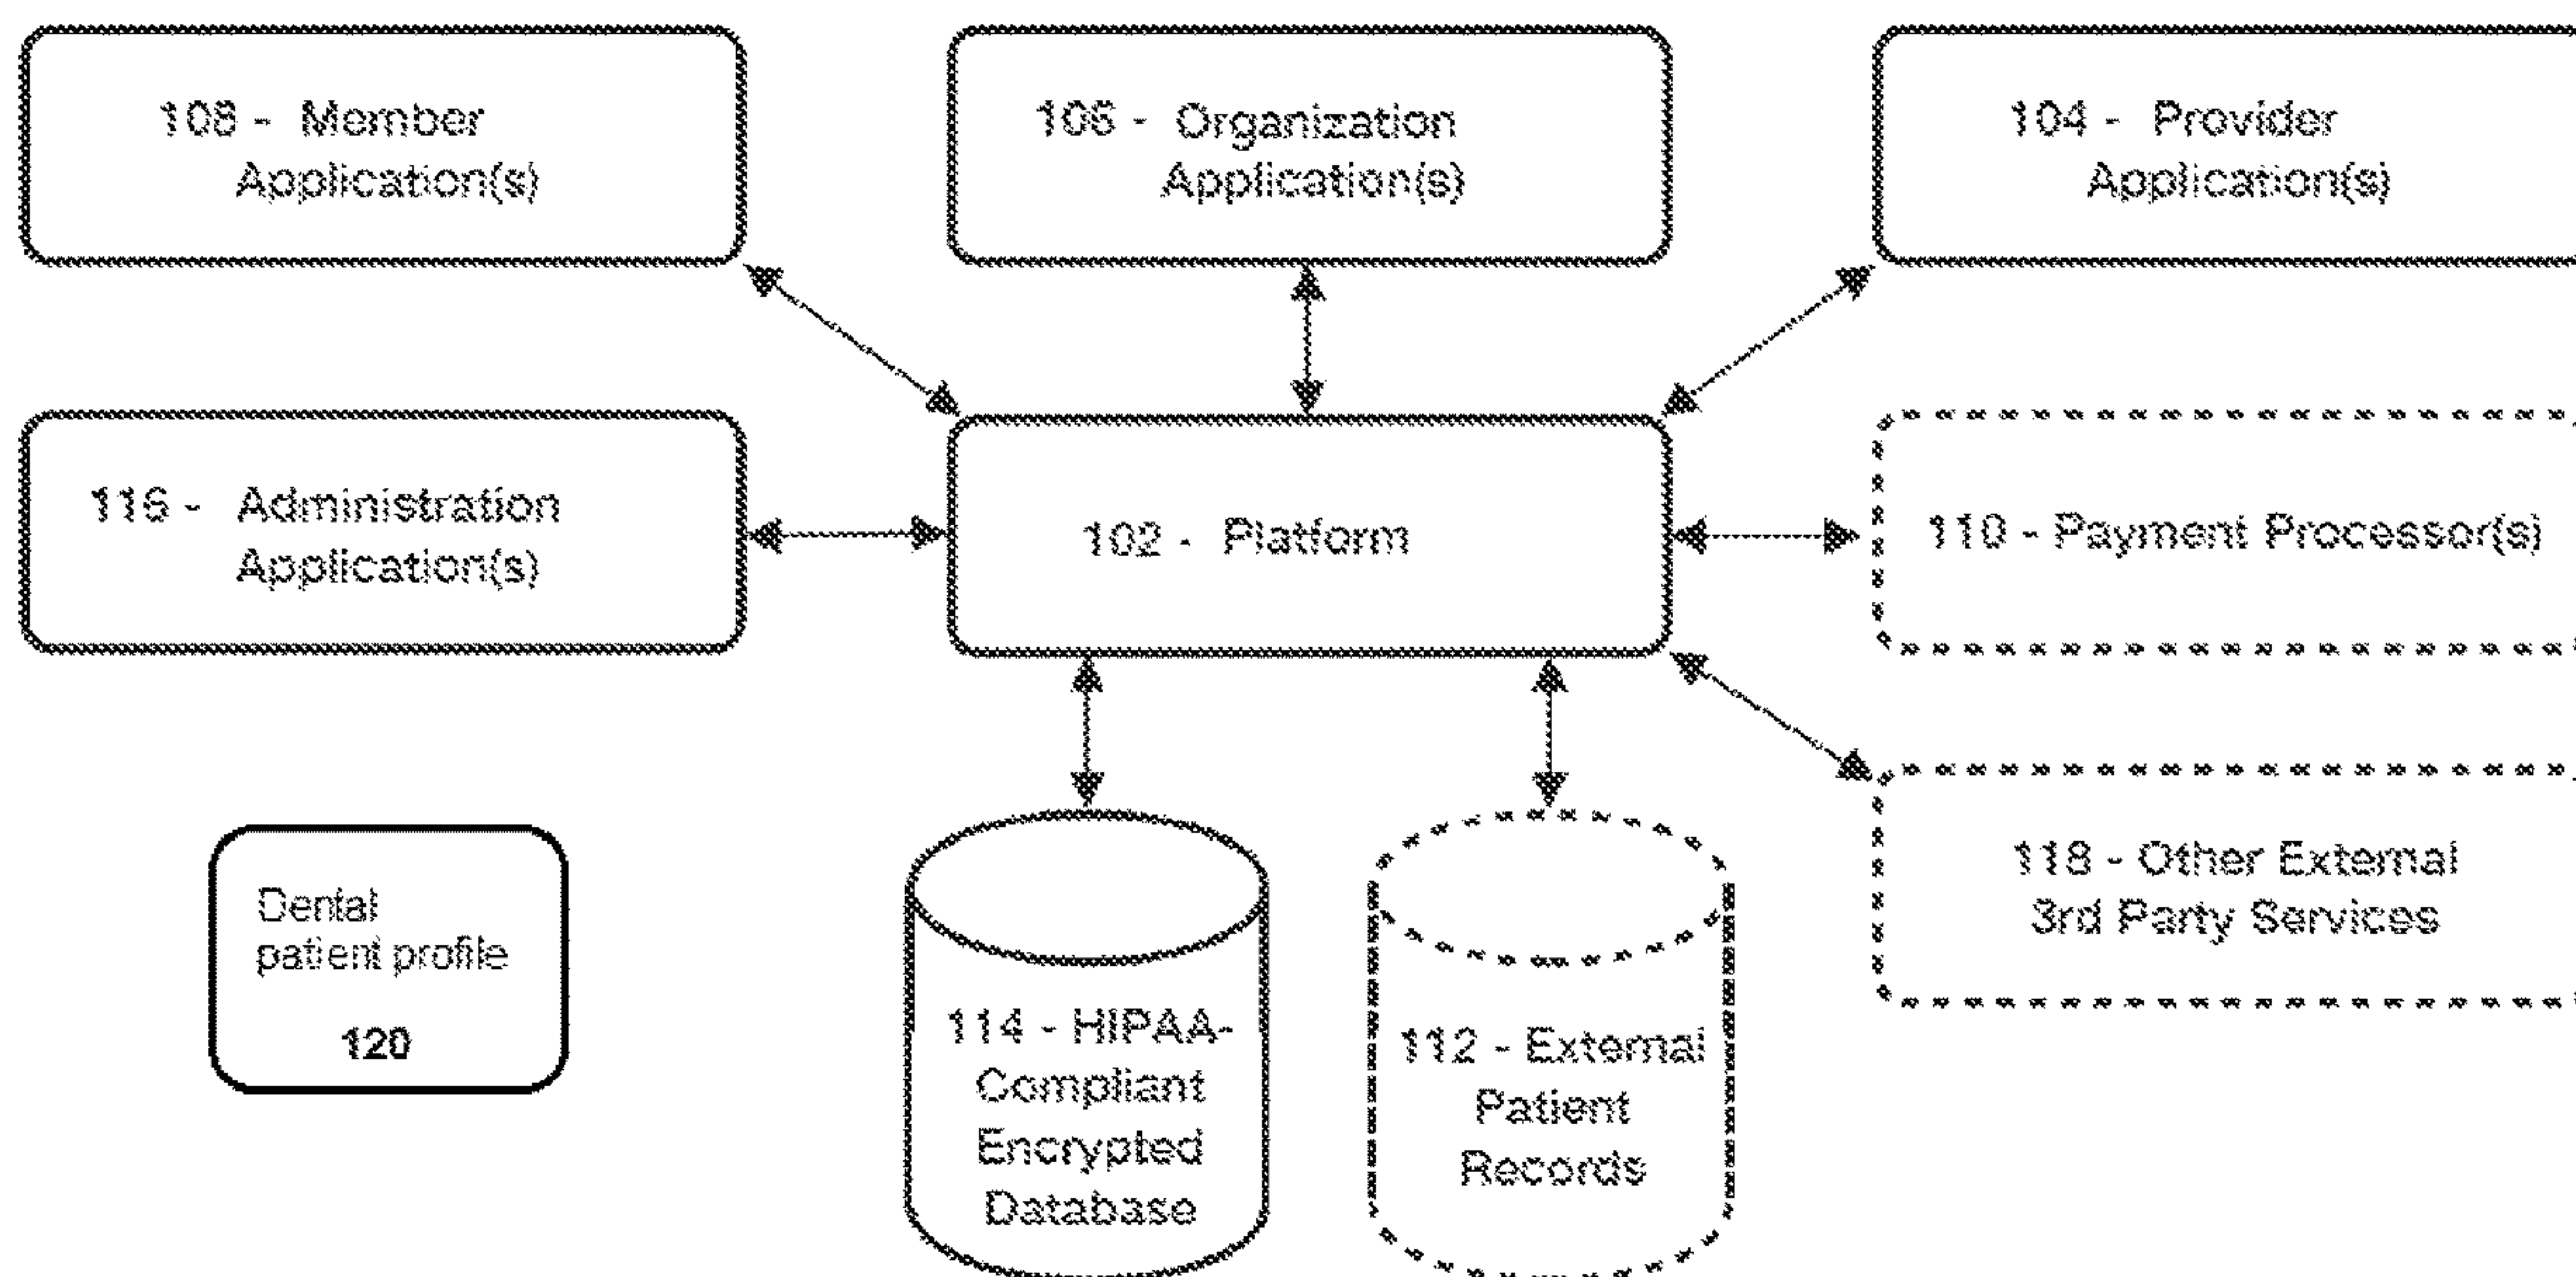 108 - Member
Application(s)
106 - Organization
Application(s)
104 - Provider
Application(s)
116 - Administration
Application(s)
102 - Platform
110 - Payment Processor(s)
118 - Other External
3rd Party Services
Dental
patient profile
120
114 - HIPAA-
Compliant
Encrypted
Database
112 - External
Patient
Records